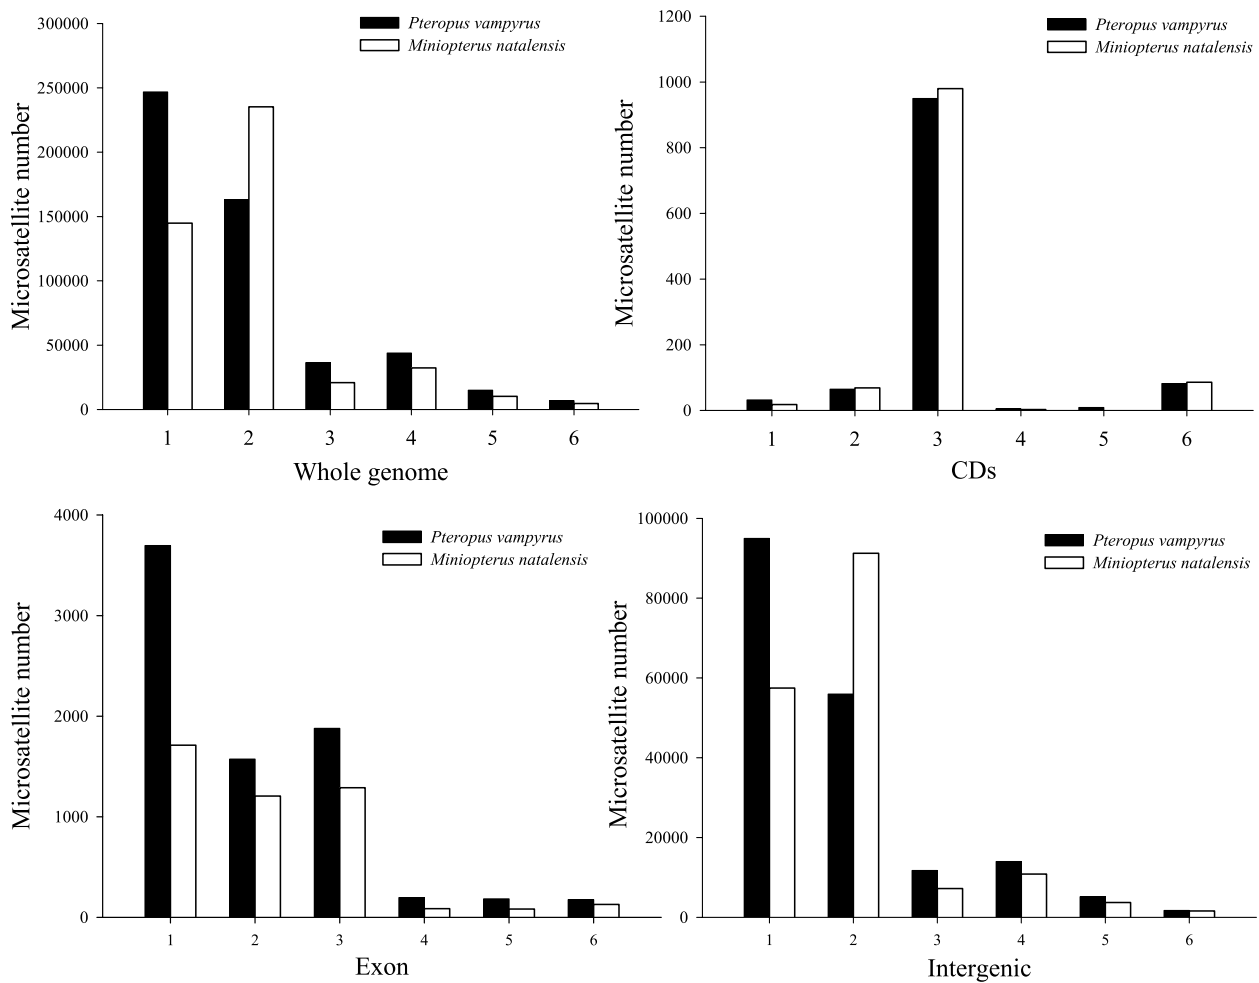 Pteropus vampyrus
Miniopterus natalensis
Microsatellite number
300000
250000
200000
150000
100000
50000
0
1 2 3 4 5 6
Whole genome
Pteropus vampyrus
Miniopterus natalensis
Microsatellite number
1200
1000
800
600
400
200
0
1 2 3 4 5 6
CDs
Pteropus vampyrus
Miniopterus natalensis
Microsatellite number
4000
3000
2000
1000
0
1 2 3 4 5 6
Exon
Pteropus vampyrus
Miniopterus natalensis
Microsatellite number
100000
80000
60000
40000
20000
0
1 2 3 4 5 6
Intergenic